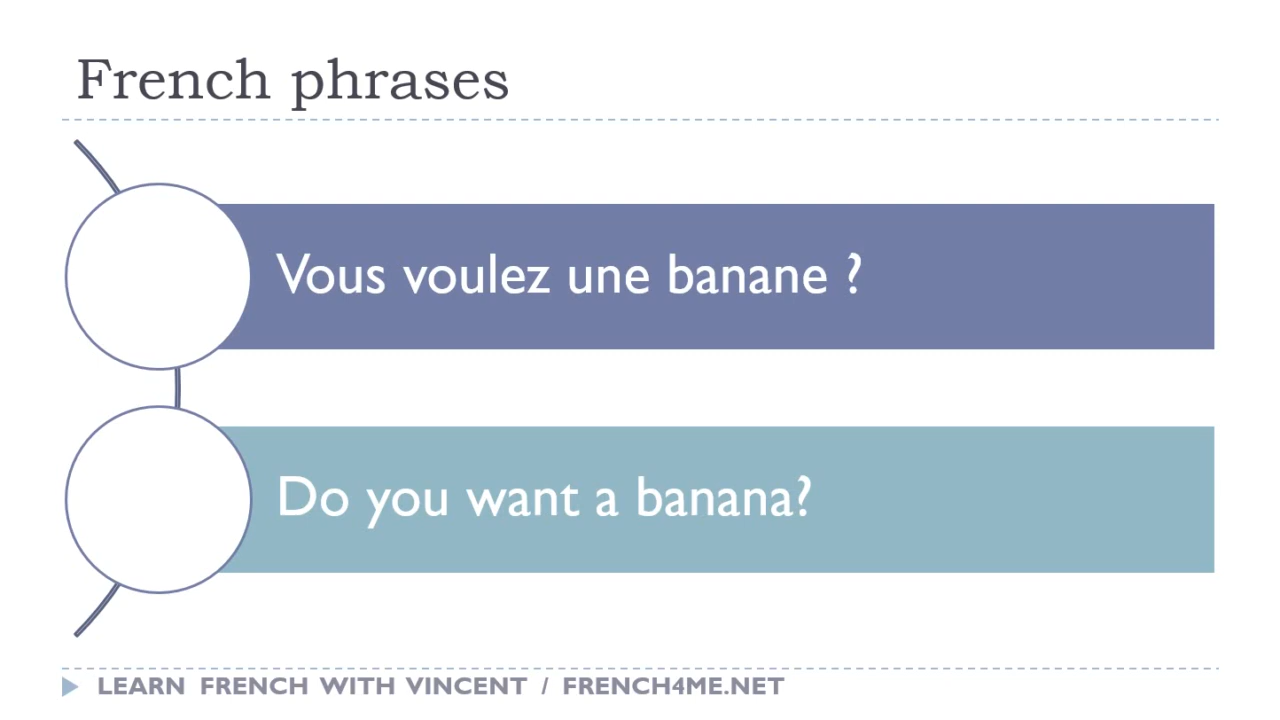 French phrases
Vous voulez une banane ?
Do you want a banana?
LEARN FRENCH WITH VINCENT / FRENCH4ME.NET